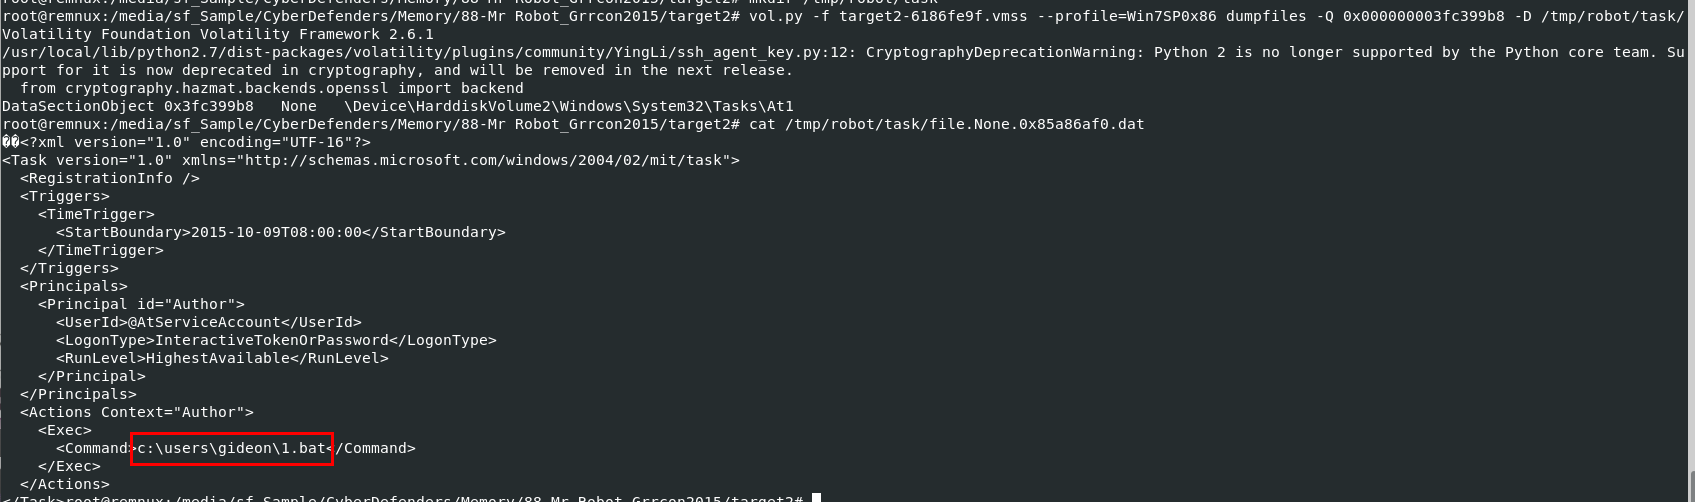 root@remnux:/media/sf_Sample/CyberDefenders/Memory/88-Mr Robot_Grrcon2015/target2# mkdir /tmp/robot/task
root@remnux:/media/sf_Sample/CyberDefenders/Memory/88-Mr Robot_Grrcon2015/target2# vol.py -f target2-6186fe9f.vmss --profile=Win7SP0x86 dumpfiles -Q 0x000000003fc399b8 -D /tmp/robot/task/
Volatility Foundation Volatility Framework 2.6.1
/usr/local/lib/python2.7/dist-packages/volatility/plugins/community/YingLi/ssh_agent_key.py:12: CryptographyDeprecationWarning: Python 2 is no longer supported by the Python core team. Su
pport for it is now deprecated in cryptography, and will be removed in the next release.
  from cryptography.hazmat.backends.openssl import backend
DataSectionObject 0x3fc399b8   None   \Device\HarddiskVolume2\Windows\System32\Tasks\At1
root@remnux:/media/sf_Sample/CyberDefenders/Memory/88-Mr Robot_Grrcon2015/target2# cat /tmp/robot/task/file.None.0x85a86af0.dat
��<?xml version="1.0" encoding="UTF-16"?>
<Task version="1.0" xmlns="http://schemas.microsoft.com/windows/2004/02/mit/task">
  <RegistrationInfo />
  <Triggers>
    <TimeTrigger>
      <StartBoundary>2015-10-09T08:00:00</StartBoundary>
    </TimeTrigger>
  </Triggers>
  <Principals>
    <Principal id="Author">
      <UserId>@AtServiceAccount</UserId>
      <LogonType>InteractiveTokenOrPassword</LogonType>
      <RunLevel>HighestAvailable</RunLevel>
    </Principal>
  </Principals>
  <Actions Context="Author">
    <Exec>
      <Command>c:\users\gideon\1.bat</Command>
    </Exec>
  </Actions>
</Task>root@remnux:/media/sf_Sample/CyberDefenders/Memory/88-Mr Robot_Grrcon2015/target2#